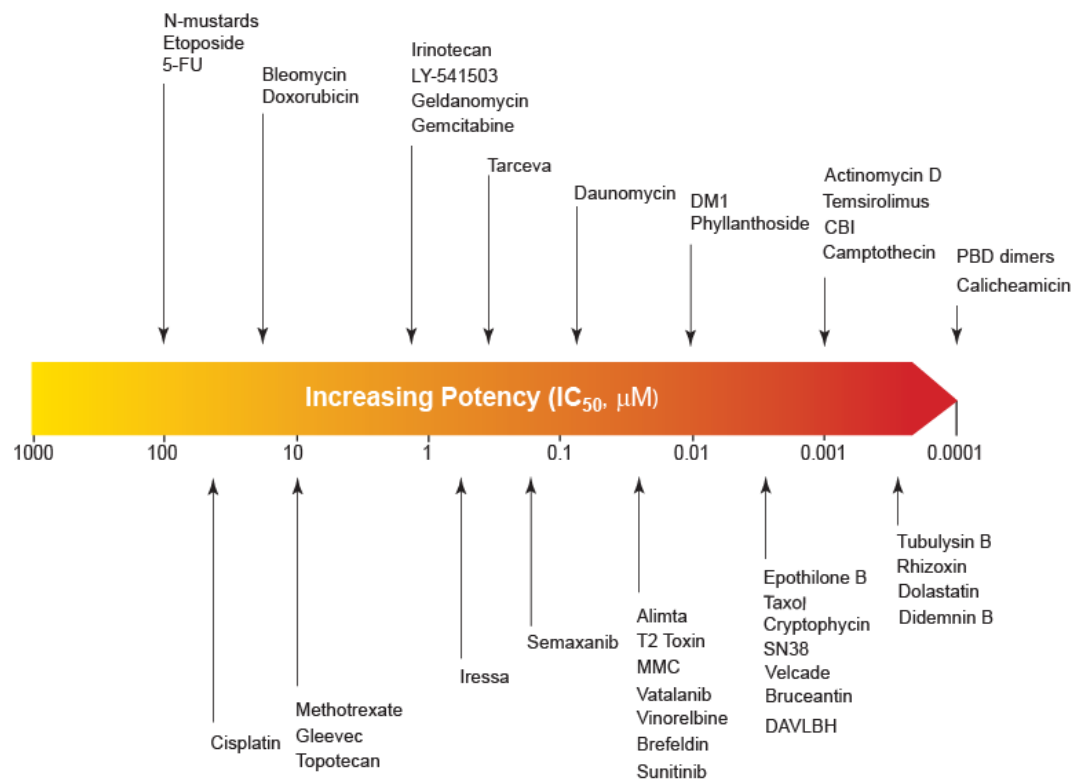 N-mustards
Etoposide
5-FU
Bleomycin
Doxorubicin
Irinotecan
LY-541503
Geldanomycin
Gemcitabine
Tarceva
Daunomycin
DM1
Phyllanthoside
Actinomycin D
Temsirolimus
CBI
Camptothecin
PBD dimers
Calicheamicin
Increasing Potency (IC50, μM)
1000 100 10 1 0.1 0.01 0.001 0.0001
Cisplatin
Methotrexate
Gleevec
Topotecan
Iressa
Semaxanib
Alimta
T2 Toxin
MMC
Vatalanib
Vinorelbine
Brefeldin
Sunitinib
Epothilone B
Taxol
Cryptophycin
SN38
Velcade
Bruceantin
DAVLBH
Tubulysin B
Rhizoxin
Dolastatin
Didemnin B